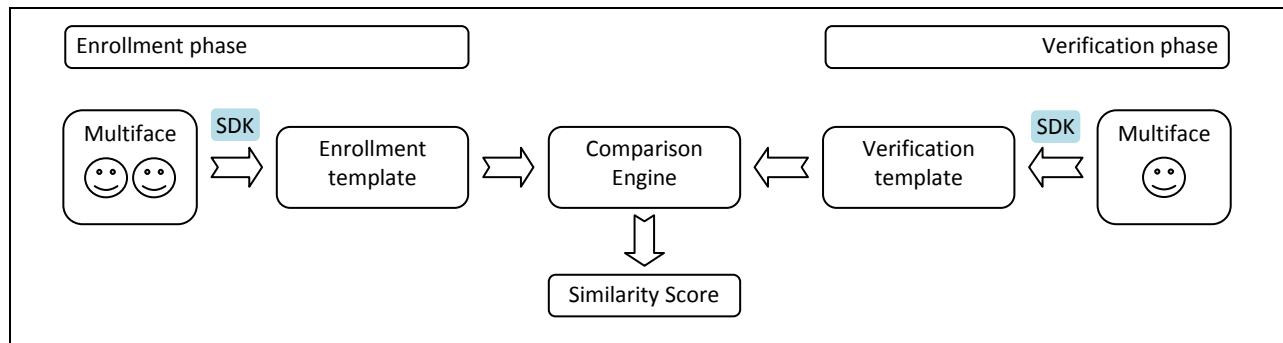 Enrollment phase
Verification phase
Multiface
SDK
Enrollment
template
Comparison
Engine
Verification
template
SDK
Multiface
Similarity Score